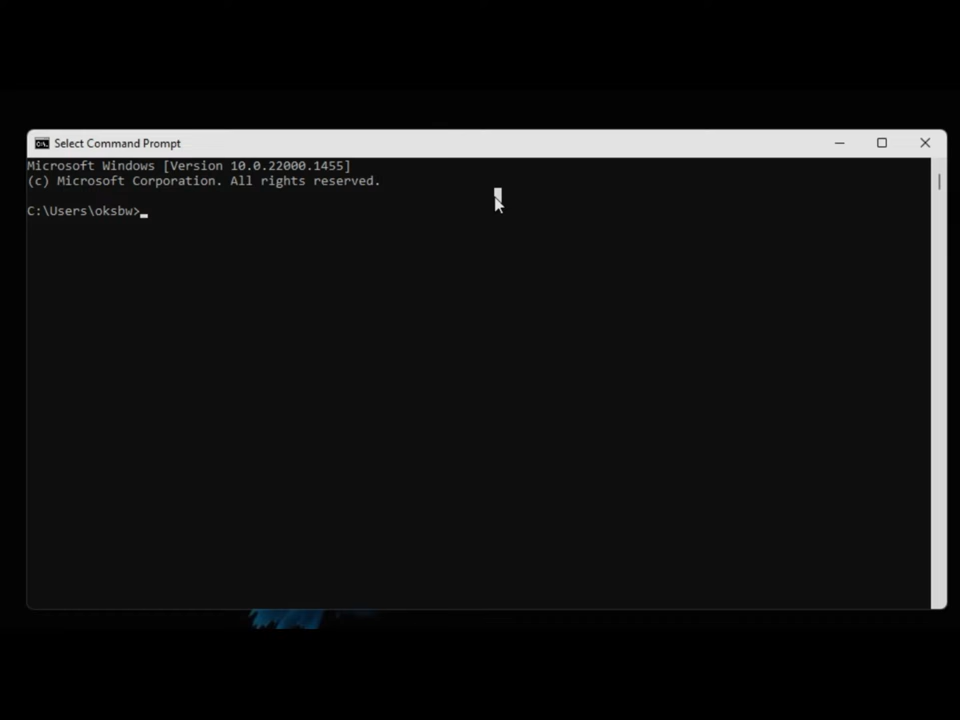 Select Command Prompt
Microsoft Windows [Version 10.0.22000.1455]
(c) Microsoft Corporation. All rights reserved.
C:\Users\oksbw>